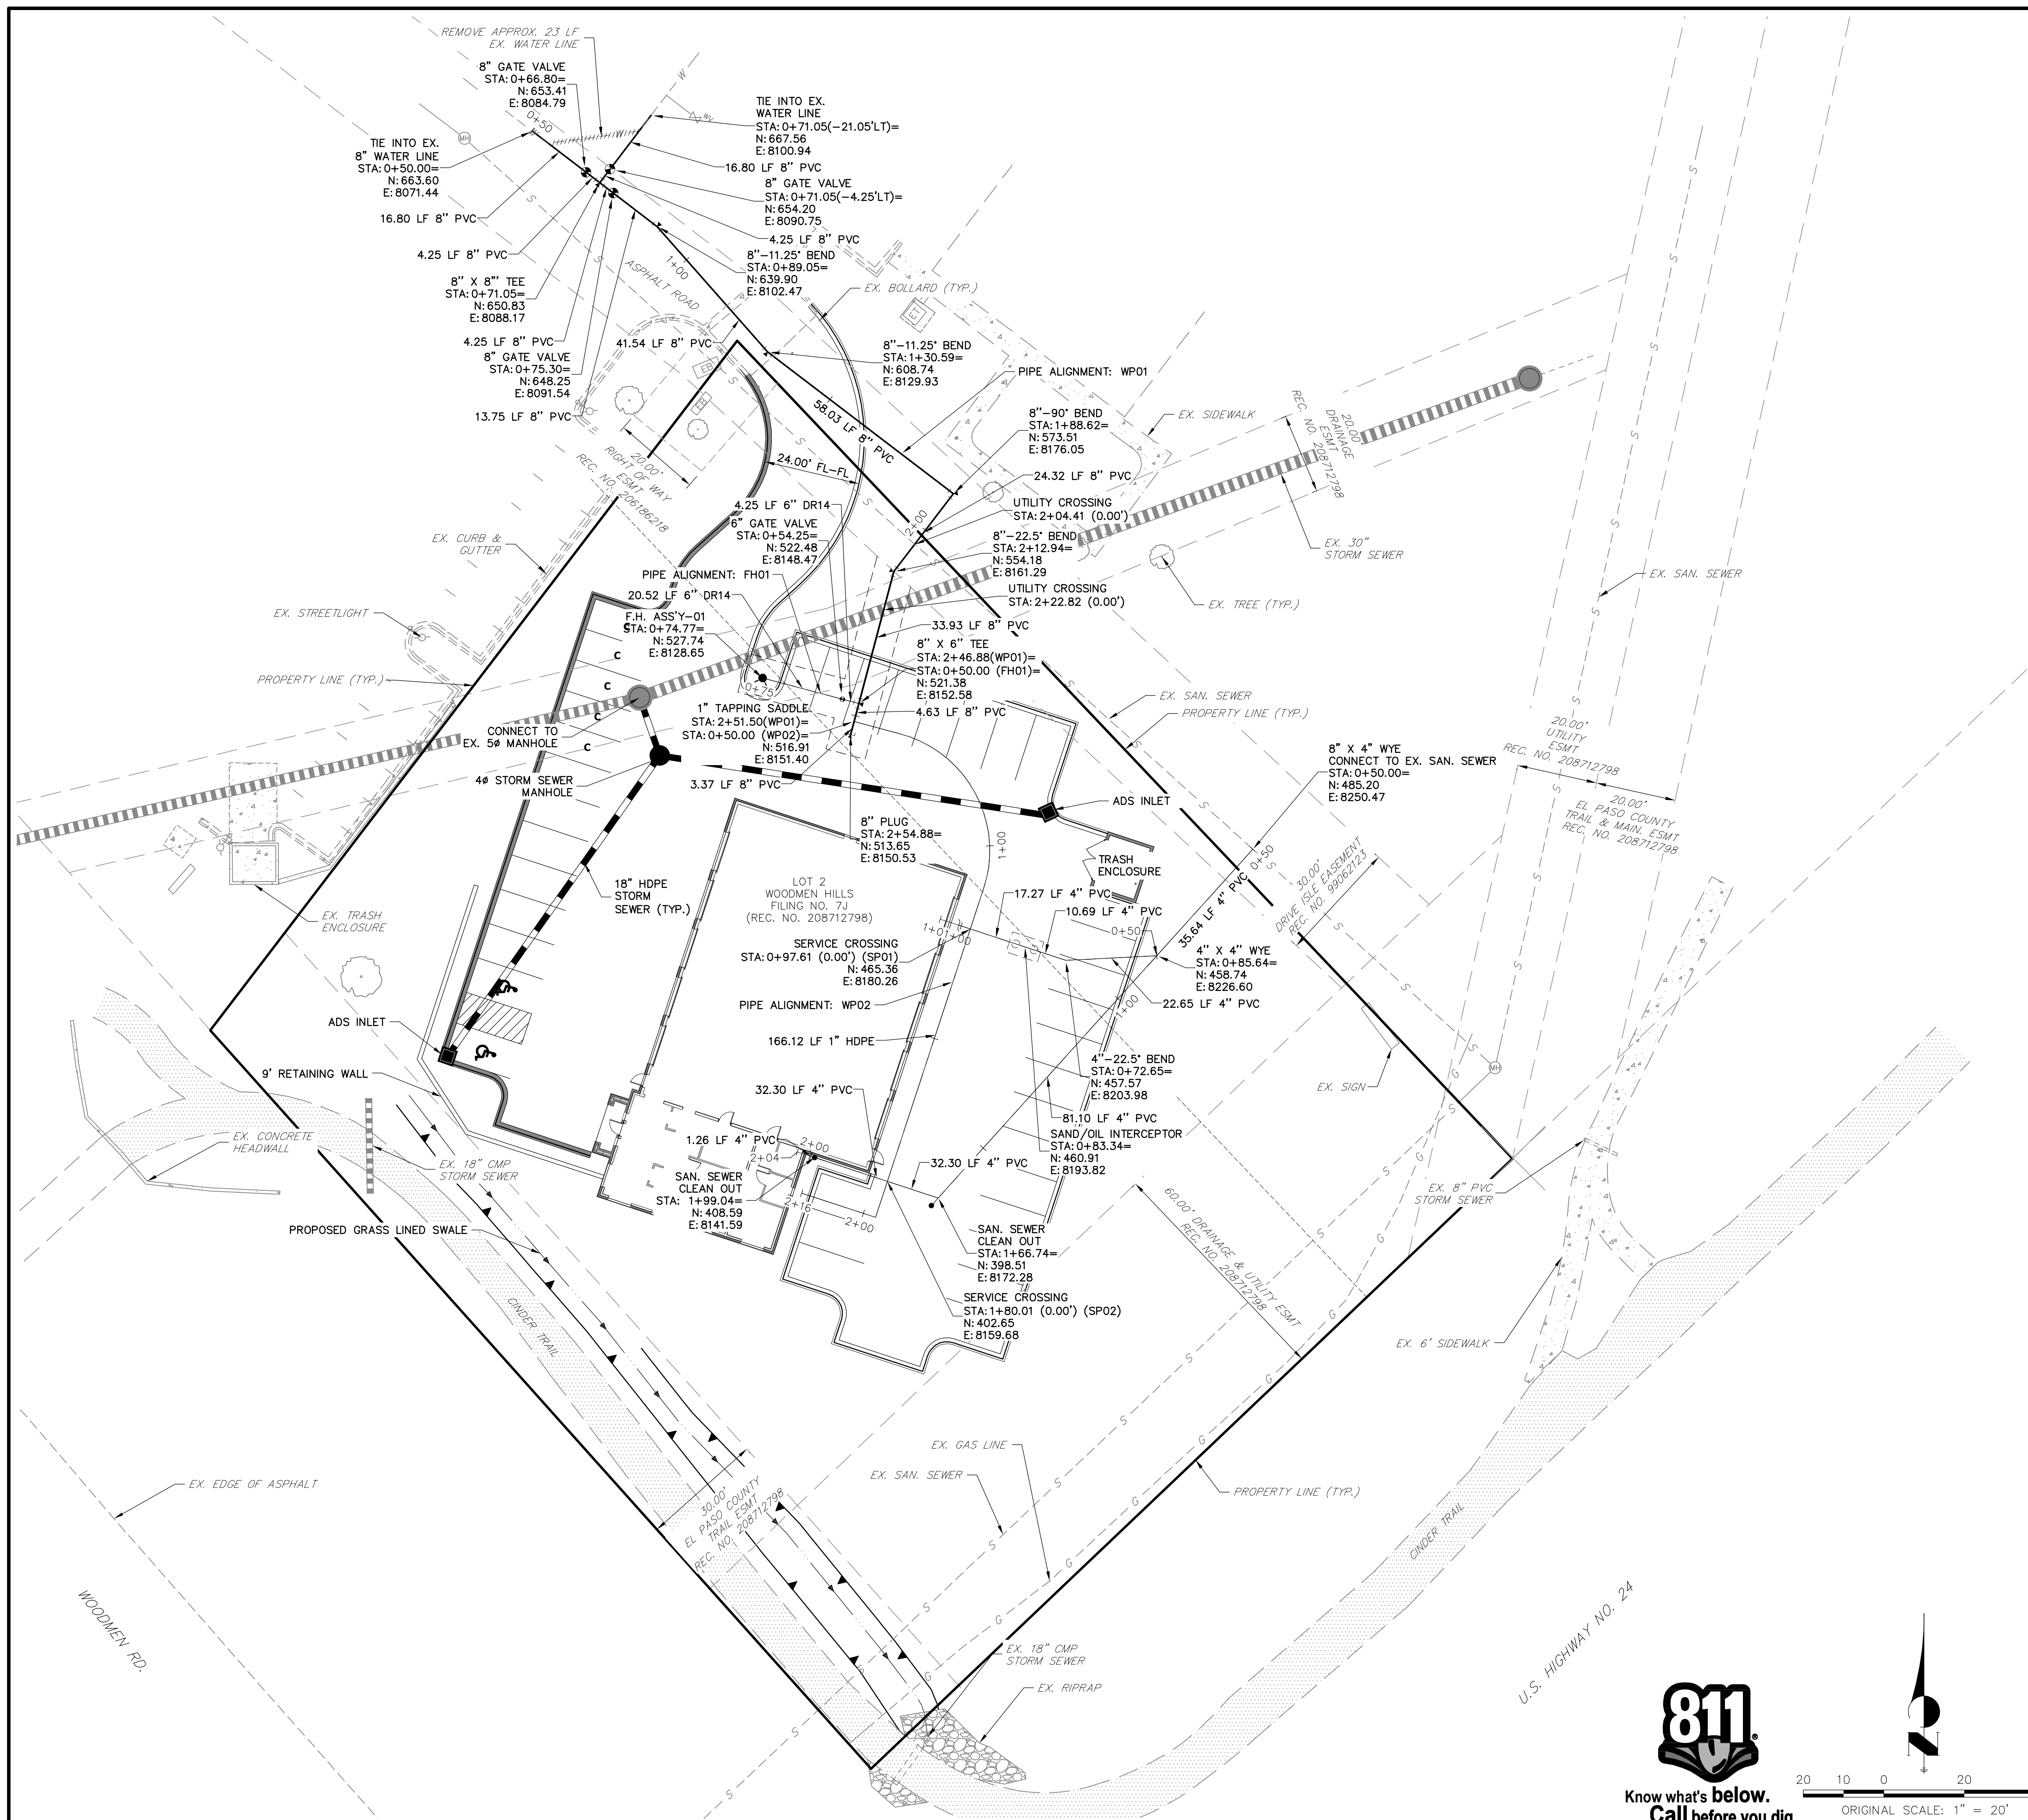 REMOVE APPROX. 23 LF
EX. WATER LINE
8" GATE VALVE
STA: 0+66.80=
N: 653.41
E: 8084.79
0+50
W
W
WV
MH
TIE INTO EX.
WATER LINE
STA: 0+71.05(-21.05'LT)=
N: 667.56
E: 8100.94
TIE INTO EX.
8" WATER LINE
STA: 0+50.00=
N: 663.60
E: 8071.44
16.80 LF 8" PVC
8" GATE VALVE
STA: 0+71.05(-4.25'LT)=
N: 654.20
E: 8090.75
16.80 LF 8" PVC
4.25 LF 8" PVC
4.25 LF 8" PVC
8"-11.25° BEND
STA: 0+89.05=
N: 639.90
E: 8102.47
1+00
ASPHALT ROAD
8" X 8"' TEE
STA: 0+71.05=
N: 650.83
E: 8088.17
EX. BOLLARD (TYP.)
ET
4.25 LF 8" PVC
41.54 LF 8" PVC
8" GATE VALVE
STA: 0+75.30=
N: 648.25
E: 8091.54
13.75 LF 8" PVC
EB
8"-11.25° BEND
STA: 1+30.59=
N: 608.74
E: 8129.93
PIPE ALIGNMENT: WP01
58.03 LF 8" PVC
8"-90° BEND
STA: 1+88.62=
N: 573.51
E: 8176.05
EX. SIDEWALK
20.00'
DRAINAGE
ESMT
REC. NO. 208712798
20.00'
RIGHT OF WAY
ESMT
REC. NO. 206186218
24.00' FL-FL
24.32 LF 8" PVC
4.25 LF 6" DR14
UTILITY CROSSING
STA: 2+04.41 (0.00')
2+00
6" GATE VALVE
STA: 0+54.25=
N: 522.48
E: 8148.47
8"-22.5° BEND
STA: 2+12.94=
N: 554.18
E: 8161.29
EX. CURB &
GUTTER
EX. 30"
STORM SEWER
PIPE ALIGNMENT: FH01
UTILITY CROSSING
STA: 2+22.82 (0.00')
EX. SAN. SEWER
20.52 LF 6" DR14
EX. TREE (TYP.)
EX. STREETLIGHT
F.H. ASS'Y-01
STA: 0+74.77=
N: 527.74
E: 8128.65
33.93 LF 8" PVC
C
C
C
C
C
8" X 6" TEE
STA: 2+46.88(WP01)=
STA: 0+50.00 (FH01)=
N: 521.38
E: 8152.58
PROPERTY LINE (TYP.)
0+75
EX. SAN. SEWER
PROPERTY LINE (TYP.)
4.63 LF 8" PVC
1" TAPPING SADDLE
STA: 2+51.50(WP01)=
STA: 0+50.00 (WP02)=
N: 516.91
E: 8151.40
CONNECT TO
EX. 5ø MANHOLE
20.00'
UTILITY
ESMT
REC. NO. 208712798
4ø STORM SEWER
MANHOLE
3.37 LF 8" PVC
8" X 4" WYE
CONNECT TO EX. SAN. SEWER
STA: 0+50.00=
N: 485.20
E: 8250.47
ADS INLET
20.00'
EL PASO COUNTY
TRAIL & MAIN. ESMT
REC. NO. 208712798
8" PLUG
STA: 2+54.88=
N: 513.65
E: 8150.53
1+00
0+50
TRASH
ENCLOSURE
30.00'
DRIVE ISLE EASEMENT
REC. NO. 99062123
18" HDPE
STORM
SEWER (TYP.)
LOT 2
WOODMEN HILLS
FILING NO. 7J
(REC. NO. 208712798)
17.27 LF 4" PVC
10.69 LF 4" PVC
35.64 LF 4" PVC
EX. TRASH
ENCLOSURE
1+01+00
0+50
SERVICE CROSSING
STA: 0+97.61 (0.00') (SP01)
N: 465.36
E: 8180.26
4" X 4" WYE
STA: 0+85.64=
N: 458.74
E: 8226.60
22.65 LF 4" PVC
PIPE ALIGNMENT: WP02
1+00
ADS INLET
166.12 LF 1" HDPE
4"-22.5° BEND
STA: 0+72.65=
N: 457.57
E: 8203.98
9' RETAINING WALL
32.30 LF 4" PVC
EX. SIGN
MH
81.10 LF 4" PVC
EX. CONCRETE
HEADWALL
1.26 LF 4" PVC
2+00
2+04
SAND/OIL INTERCEPTOR
STA: 0+83.34=
N: 460.91
E: 8193.82
EX. 18" CMP
STORM SEWER
32.30 LF 4" PVC
SAN. SEWER
CLEAN OUT
STA: 1+99.04=
N: 408.59
E: 8141.59
EX. 8" PVC
STORM SEWER
2+16
2+00
PROPOSED GRASS LINED SWALE
SAN. SEWER
CLEAN OUT
STA: 1+66.74=
N: 398.51
E: 8172.28
60.00' DRAINAGE & UTILITY ESMT
REC. NO. 208712798
SERVICE CROSSING
STA: 1+80.01 (0.00') (SP02)
N: 402.65
E: 8159.68
CINDER TRAIL
EX. 6' SIDEWALK
EX. GAS LINE
EX. SAN. SEWER
EX. EDGE OF ASPHALT
PROPERTY LINE (TYP.)
30.00'
EL PASO COUNTY
TRAIL ESMT
REC. NO. 208712798
CINDER TRAIL
WOODMEN RD.
U.S. HIGHWAY NO. 24
EX. 18" CMP
STORM SEWER
EX. RIPRAP
811®
Know what's below.
Call before you dig
N
20 10 0 20
ORIGINAL SCALE: 1" = 20'